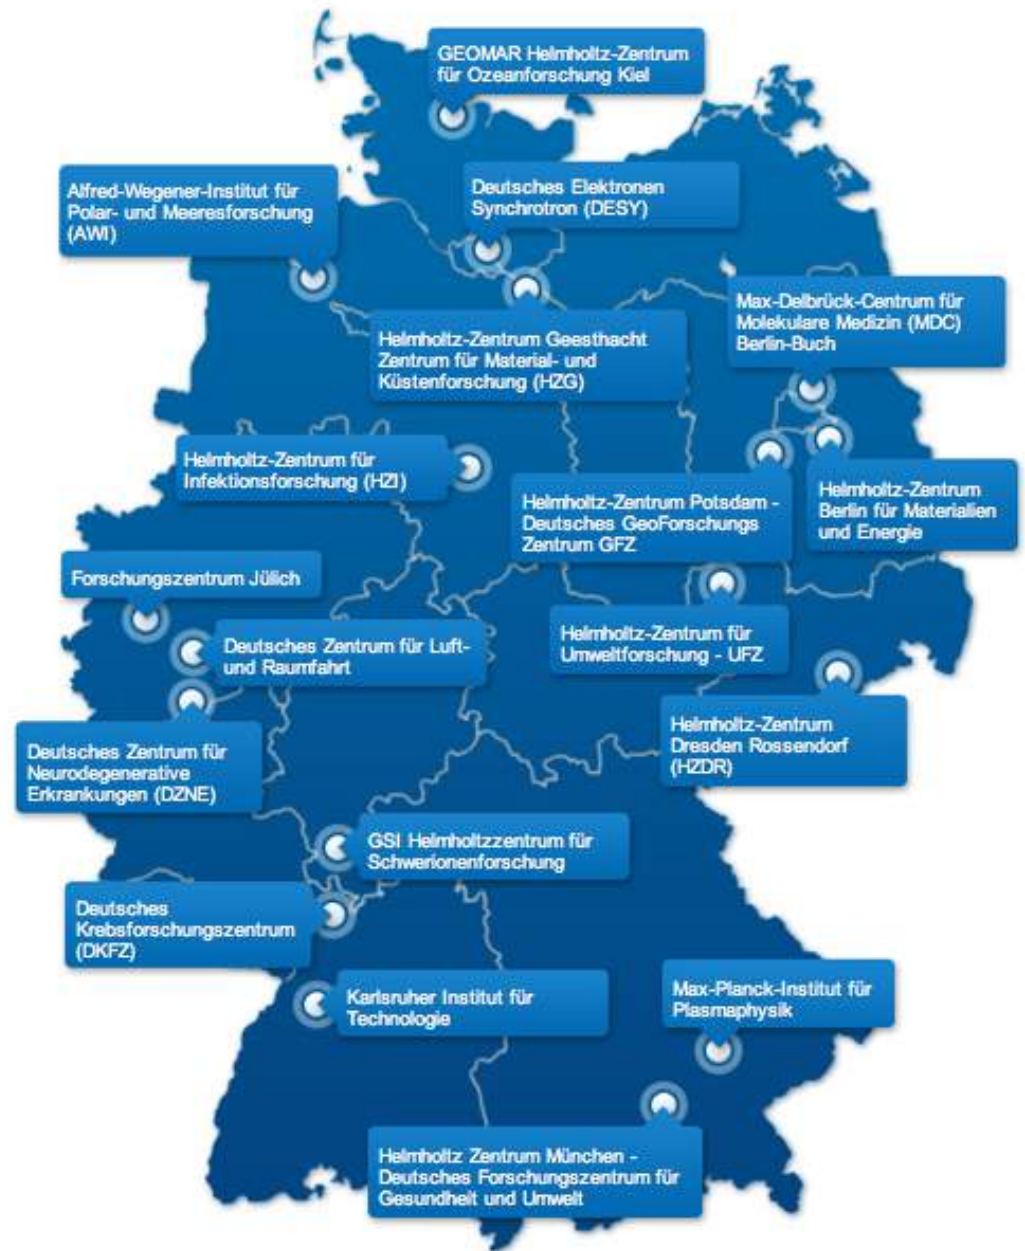 GEOMAR Helmholtz-Zentrum
für Ozeanforschung Kiel
Alfred-Wegener-Institut für
Polar- und Meeresforschung
(AWI)
Deutsches Elektronen
Synchrotron (DESY)
Max-Delbrück-Centrum für
Molekulare Medizin (MDC)
Berlin-Buch
Helmholtz-Zentrum Geesthacht
Zentrum für Material- und
Küstenforschung (HZG)
Helmholtz-Zentrum für
Infektionsforschung (HZI)
Helmholtz-Zentrum Potsdam -
Deutsches GeoForschungs
Zentrum GFZ
Helmholtz-Zentrum
Berlin für Materialien
und Energie
Forschungszentrum Jülich
Deutsches Zentrum für Luft-
und Raumfahrt
Helmholtz-Zentrum für
Umweltforschung - UFZ
Deutsches Zentrum für
Neurodegenerative
Erkrankungen (DZNE)
Helmholtz-Zentrum
Dresden Rossendorf
(HZDR)
GSI Helmholtzzentrum für
Schwerionenforschung
Deutsches
Krebsforschungszentrum
(DKFZ)
Karlsruher Institut für
Technologie
Max-Planck-Institut für
Plasmaphysik
Helmholtz Zentrum München -
Deutsches Forschungszentrum für
Gesundheit und Umwelt